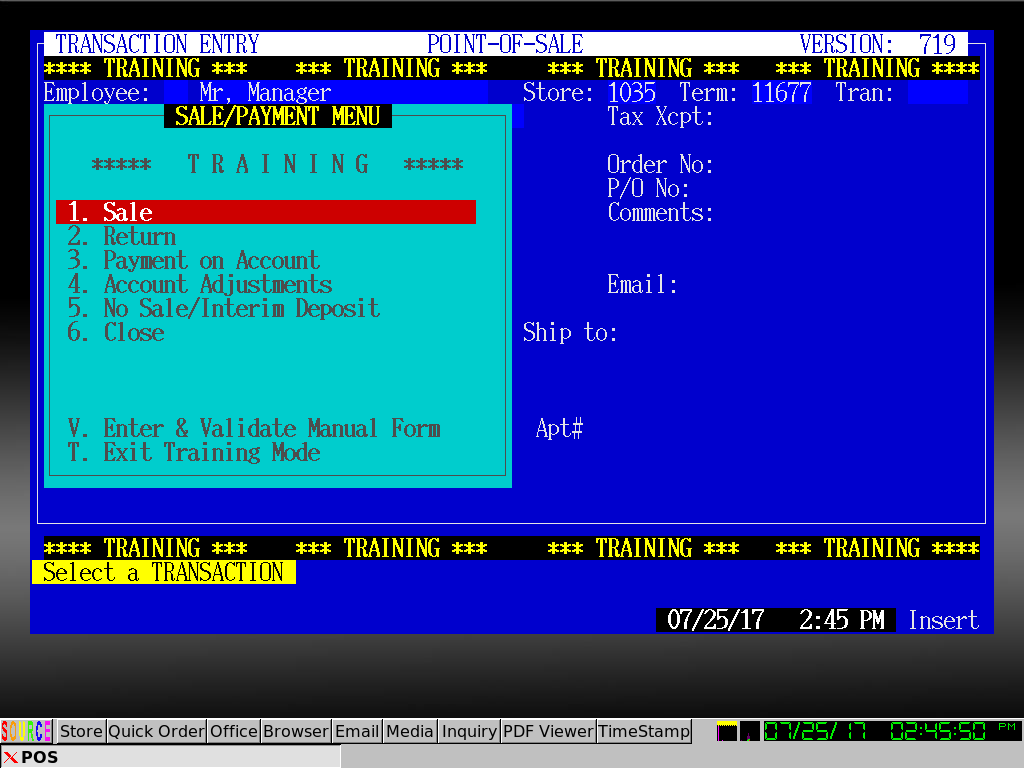 TRANSACTION ENTRY POINT-OF-SALE VERSION: 719
**** TRAINING *** *** TRAINING *** *** TRAINING *** *** TRAINING ****
Employee: Mr, Manager Store: 1035 Term: 11677 Tran:
SALE/PAYMENT MENU Tax Xcpt:
***** T R A I N I N G ***** Order No:
P/O No:
1. Sale Comments:
2. Return
3. Payment on Account
4. Account Adjustments Email:
5. No Sale/Interim Deposit
6. Close Ship to:
V. Enter & Validate Manual Form Apt#
T. Exit Training Mode
**** TRAINING *** *** TRAINING *** *** TRAINING *** *** TRAINING ****
Select a TRANSACTION
07/25/17 2:45 PM Insert
SOURCE Store Quick Order Office Browser Email Media Inquiry PDF Viewer TimeStamp 07/25/17 02:45:50 PM
POS